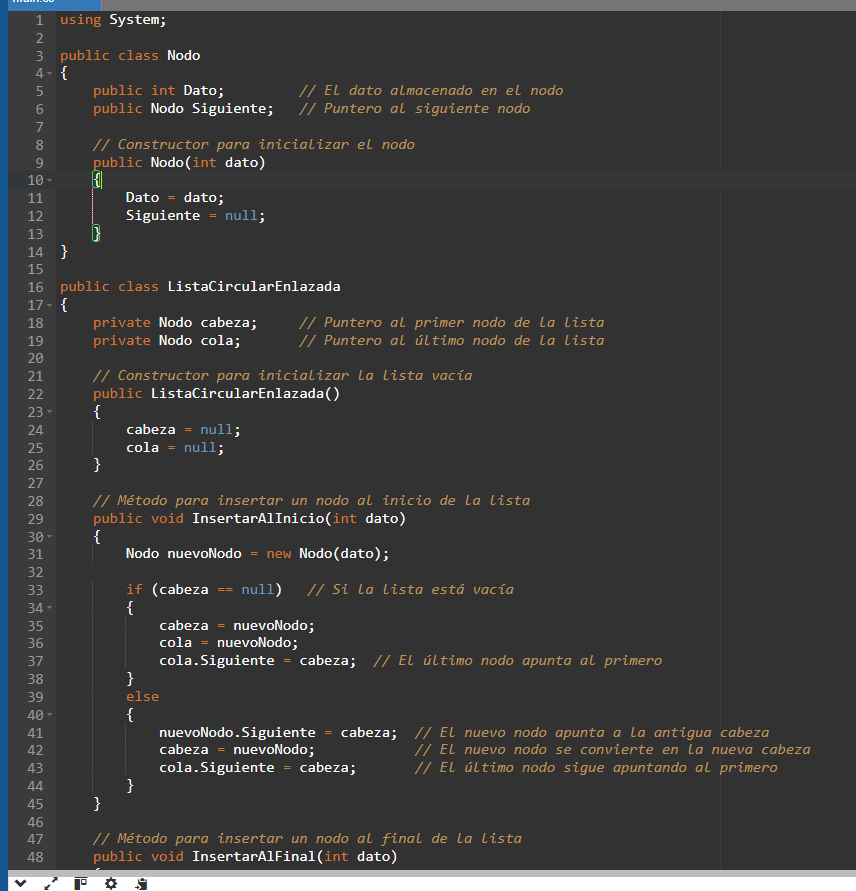 main.cs
1 using System;
2
3 public class Nodo
4 {
5 public int Dato; // El dato almacenado en el nodo
6 public Nodo Siguiente; // Puntero al siguiente nodo
7
8 // Constructor para inicializar el nodo
9 public Nodo(int dato)
10 {
11 Dato = dato;
12 Siguiente = null;
13 }
14 }
15
16 public class ListaCircularEnlazada
17 {
18 private Nodo cabeza; // Puntero al primer nodo de la lista
19 private Nodo cola; // Puntero al último nodo de la lista
20
21 // Constructor para inicializar la lista vacía
22 public ListaCircularEnlazada()
23 {
24 cabeza = null;
25 cola = null;
26 }
27
28 // Método para insertar un nodo al inicio de la lista
29 public void InsertarAlInicio(int dato)
30 {
31 Nodo nuevoNodo = new Nodo(dato);
32
33 if (cabeza == null) // Si la lista está vacía
34 {
35 cabeza = nuevoNodo;
36 cola = nuevoNodo;
37 cola.Siguiente = cabeza; // El último nodo apunta al primero
38 }
39 else
40 {
41 nuevoNodo.Siguiente = cabeza; // El nuevo nodo apunta a la antigua cabeza
42 cabeza = nuevoNodo; // El nuevo nodo se convierte en la nueva cabeza
43 cola.Siguiente = cabeza; // El último nodo sigue apuntando al primero
44 }
45 }
46
47 // Método para insertar un nodo al final de la lista
48 public void InsertarAlFinal(int dato)
{